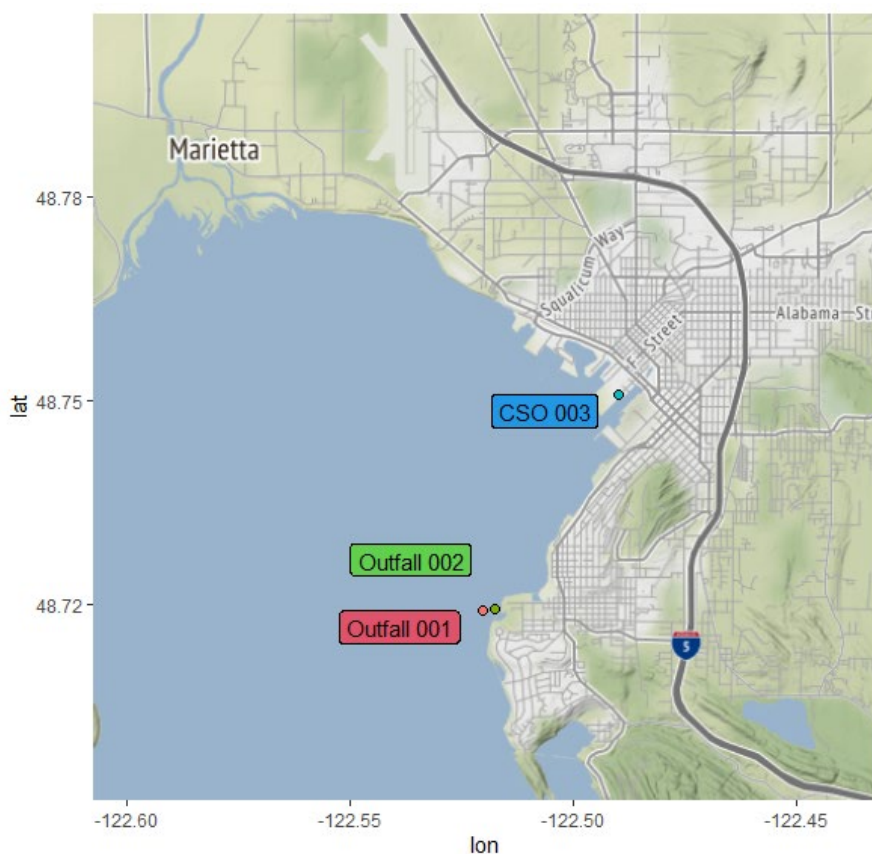 Marietta
48.78
Squalicum Way
Alabama Str
F Street
lat
48.75
CSO 003
Outfall 002
48.72
Outfall 001
5
-122.60
-122.55
-122.50
-122.45
lon